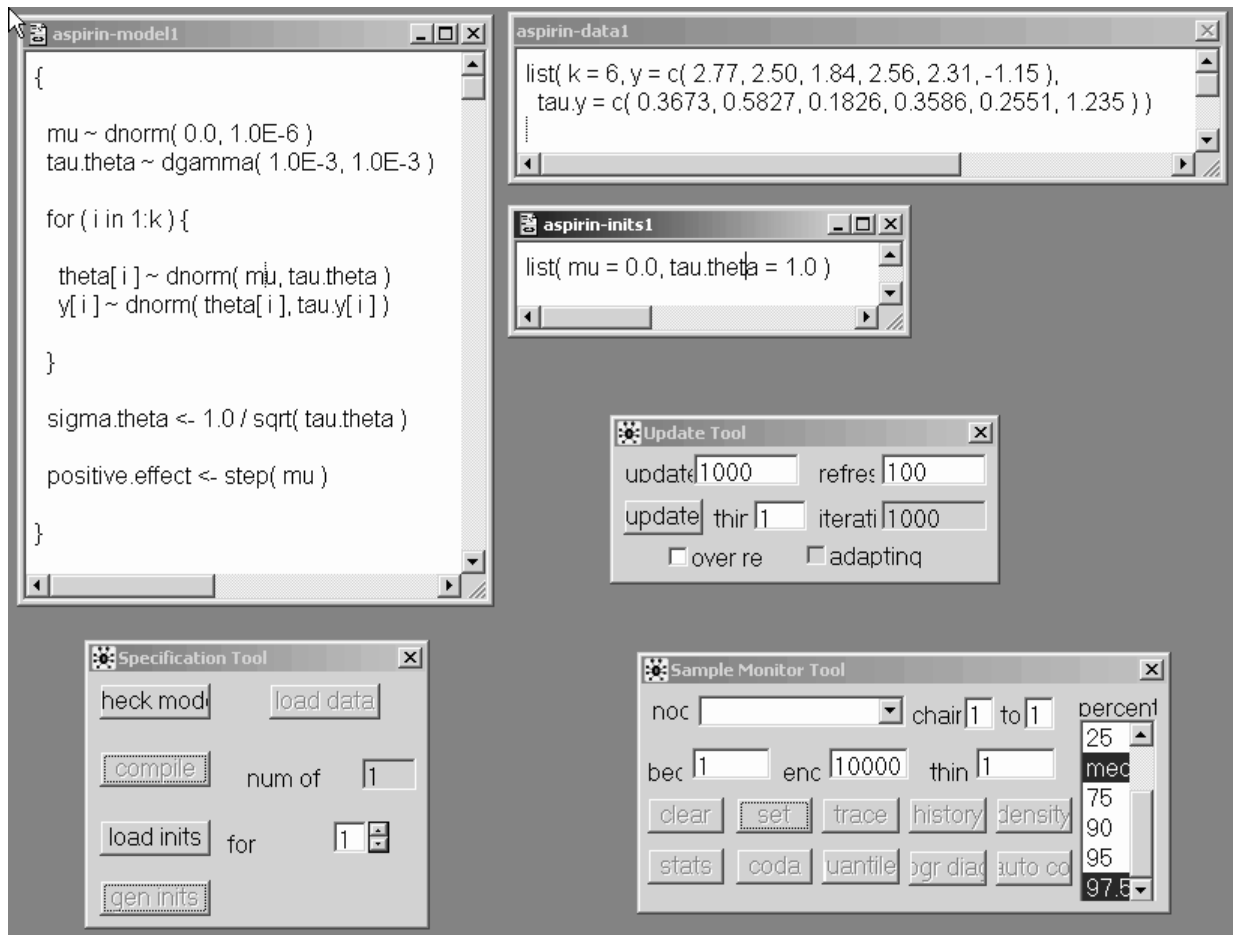 aspirin-model1
{
mu ~ dnorm( 0.0, 1.0E-6 )
tau.theta ~ dgamma( 1.0E-3, 1.0E-3 )
for ( i in 1:k ) {
theta[ i ] ~ dnorm( mu, tau.theta )
y[ i ] ~ dnorm( theta[ i ], tau.y[ i ] )
}
sigma.theta <- 1.0 / sqrt( tau.theta )
positive.effect <- step( mu )
}
aspirin-data1
list( k = 6, y = c( 2.77, 2.50, 1.84, 2.56, 2.31, -1.15 ),
tau.y = c( 0.3673, 0.5827, 0.1826, 0.3586, 0.2551, 1.235 ) )
aspirin-inits1
list( mu = 0.0, tau.theta = 1.0 )
Update Tool
update 1000 refres 100
update thir 1 iterati 1000
over re adapting
Specification Tool
heck mod load data
compile num of 1
load inits for 1
gen inits
Sample Monitor Tool
noc chair 1 to 1 percent
bec 1 enc 10000 thin 1
clear set trace history density
stats coda uantile bgr diag auto co
25
med
75
90
95
97.5